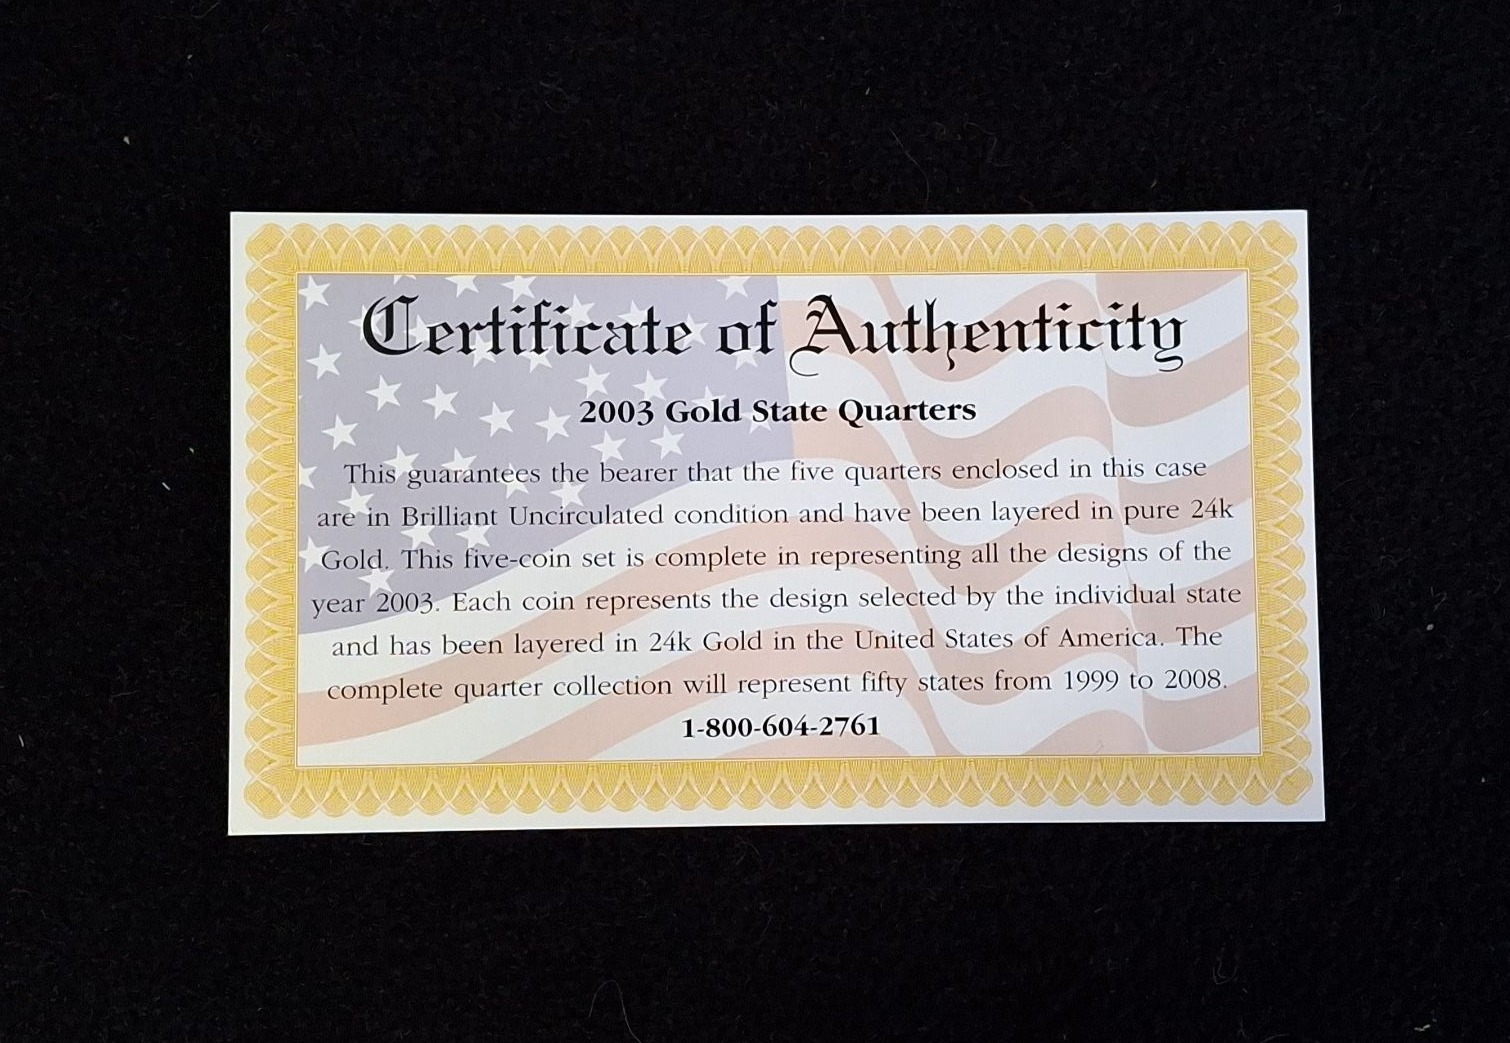 Certificate of Authenticity
2003 Gold State Quarters
This guarantees the bearer that the five quarters enclosed in this case
are in Brilliant Uncirculated condition and have been layered in pure 24k
Gold. This five-coin set is complete in representing all the designs of the
year 2003. Each coin represents the design selected by the individual state
and has been layered in 24k Gold in the United States of America. The
complete quarter collection will represent fifty states from 1999 to 2008.
1-800-604-2761